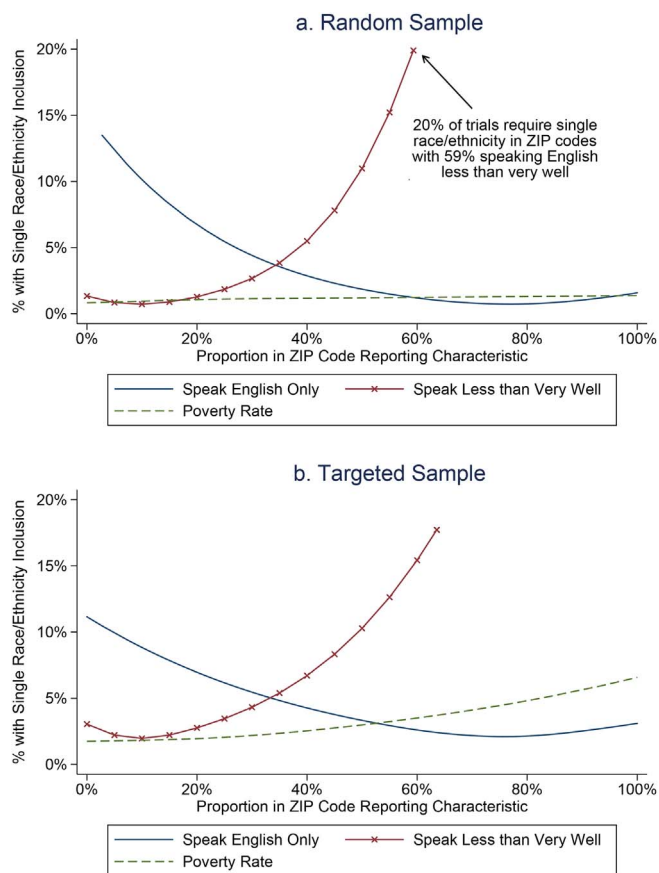 a. Random Sample
% with Single Race/Ethnicity Inclusion
20%
15%
10%
5%
0%
20% of trials require single
race/ethnicity in ZIP codes
with 59% speaking English
less than very well
0% 20% 40% 60% 80% 100%
Proportion in ZIP Code Reporting Characteristic
Speak English Only Speak Less than Very Well
Poverty Rate
b. Targeted Sample
% with Single Race/Ethnicity Inclusion
20%
15%
10%
5%
0%
0% 20% 40% 60% 80% 100%
Proportion in ZIP Code Reporting Characteristic
Speak English Only Speak Less than Very Well
Poverty Rate